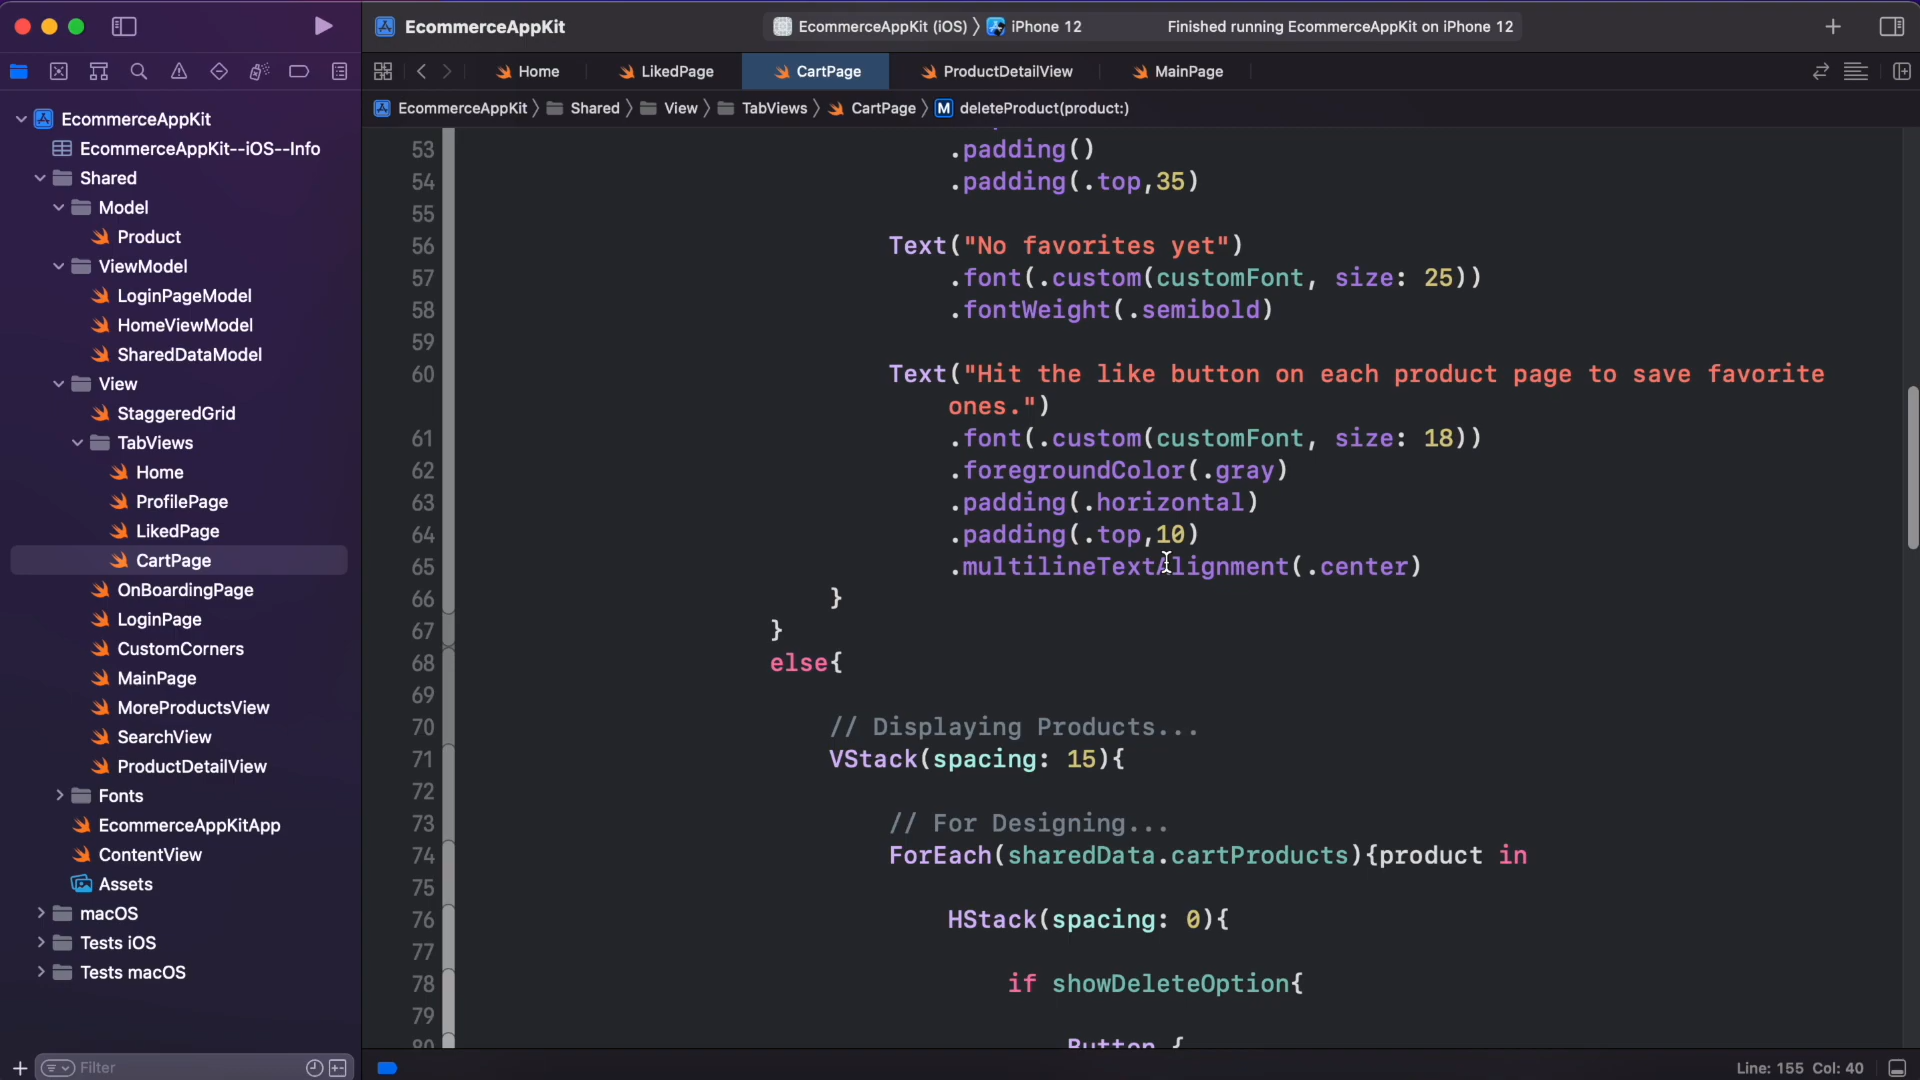 EcommerceAppKit
EcommerceAppKit (iOS) 〉 iPhone 12
Finished running EcommerceAppKit on iPhone 12
Home
LikedPage
CartPage
ProductDetailView
MainPage
EcommerceAppKit 〉 Shared 〉 View 〉 TabViews 〉 CartPage 〉 M deleteProduct(product:)
EcommerceAppKit
EcommerceAppKit--iOS--Info
Shared
Model
Product
ViewModel
LoginPageModel
HomeViewModel
SharedDataModel
View
StaggeredGrid
TabViews
Home
ProfilePage
LikedPage
CartPage
OnBoardingPage
LoginPage
CustomCorners
MainPage
MoreProductsView
SearchView
ProductDetailView
Fonts
EcommerceAppKitApp
ContentView
Assets
macOS
Tests iOS
Tests macOS
Filter
53 .padding()
54 .padding(.top,35)
55
56 Text("No favorites yet")
57 .font(.custom(customFont, size: 25))
58 .fontWeight(.semibold)
59
60 Text("Hit the like button on each product page to save favorite
ones.")
61 .font(.custom(customFont, size: 18))
62 .foregroundColor(.gray)
63 .padding(.horizontal)
64 .padding(.top,10)
65 .multilineTextAlignment(.center)
66 }
67 }
68 else{
69
70 // Displaying Products...
71 VStack(spacing: 15){
72
73 // For Designing...
74 ForEach(sharedData.cartProducts){product in
75
76 HStack(spacing: 0){
77
78 if showDeleteOption{
79
80 Button {
Line: 155 Col: 40